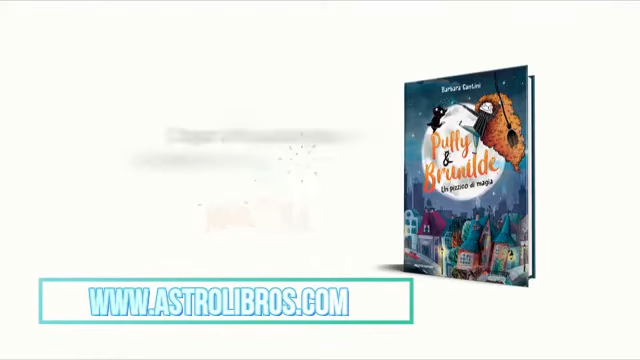 Barbara Cantini
Puffy
&
Brunilde
Un pizzico di magia
WWW.ASTROLIBROS.COM